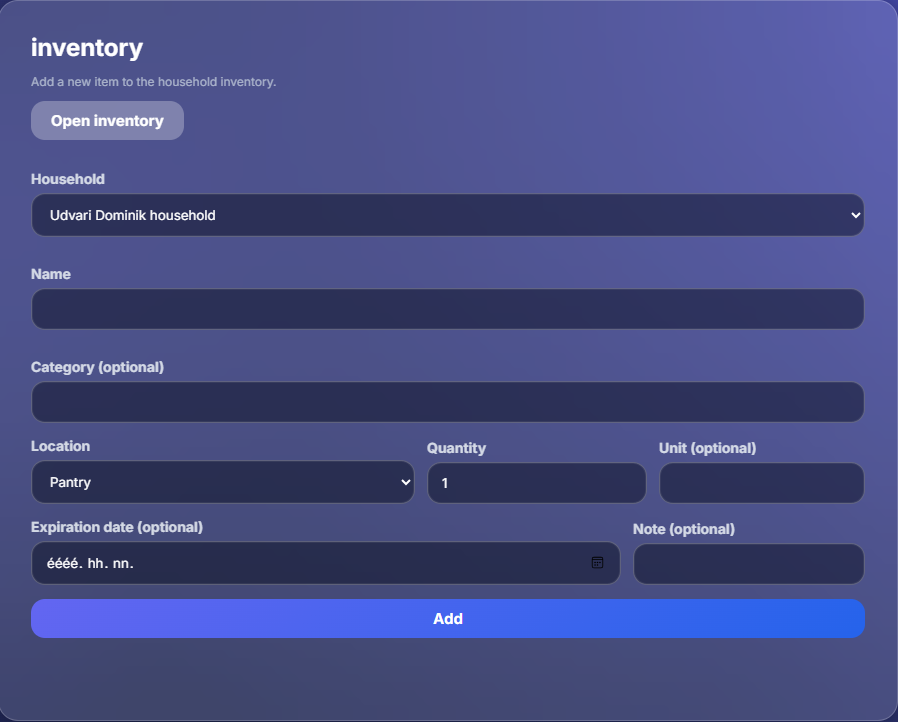 inventory
Add a new item to the household inventory.
Open inventory
Household
Udvari Dominik household
Name
Category (optional)
Location
Quantity
Unit (optional)
Pantry
1
Expiration date (optional)
Note (optional)
éééé. hh. nn.
Add